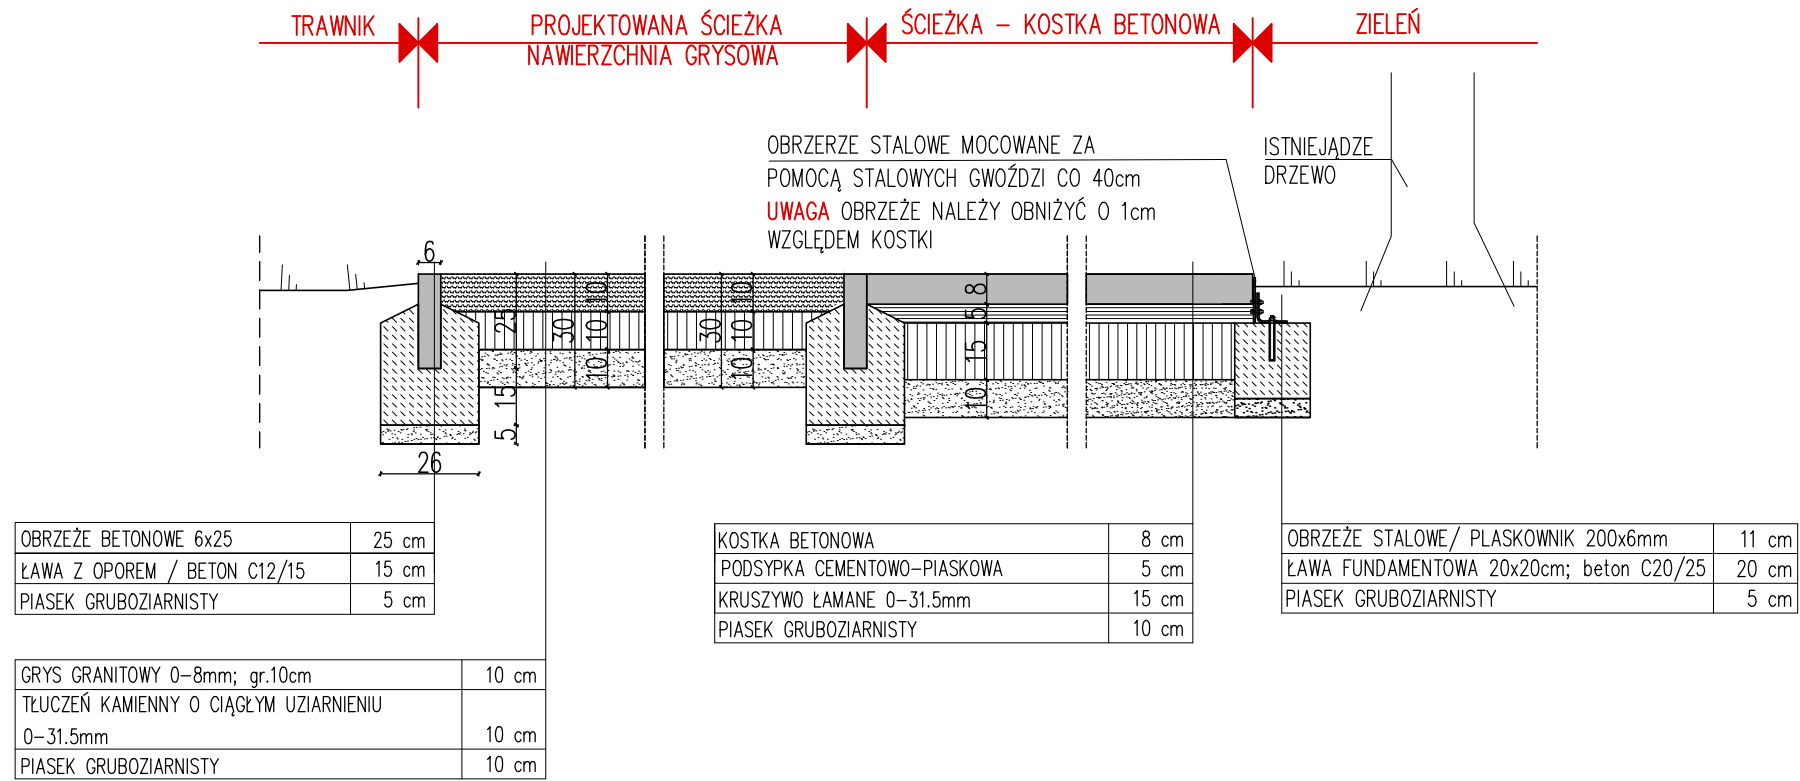 TRAWNIK
PROJEKTOWANA ŚCIEŻKA
NAWIERZCHNIA GRYSOWA
ŚCIEŻKA – KOSTKA BETONOWA
ZIELEŃ
OBRZERZE STALOWE MOCOWANE ZA
POMOCĄ STALOWYCH GWOŹDZI CO 40cm
UWAGA OBRZEŻE NALEŻY OBNIŻYĆ O 1cm
WZGLĘDEM KOSTKI
ISTNIEJĄDZE
DRZEWO
6
25
15
5
30
10
10
10
30
10
10
10
8
5
15
10
26
OBRZEŻE BETONOWE 6x25 25 cm
ŁAWA Z OPOREM / BETON C12/15 15 cm
PIASEK GRUBOZIARNISTY 5 cm
GRYS GRANITOWY 0–8mm; gr.10cm 10 cm
TŁUCZEŃ KAMIENNY O CIĄGŁYM UZIARNIENIU
0–31.5mm 10 cm
PIASEK GRUBOZIARNISTY 10 cm
KOSTKA BETONOWA 8 cm
PODSYPKA CEMENTOWO–PIASKOWA 5 cm
KRUSZYWO ŁAMANE 0–31.5mm 15 cm
PIASEK GRUBOZIARNISTY 10 cm
OBRZEŻE STALOWE/ PLASKOWNIK 200x6mm 11 cm
ŁAWA FUNDAMENTOWA 20x20cm; beton C20/25 20 cm
PIASEK GRUBOZIARNISTY 5 cm